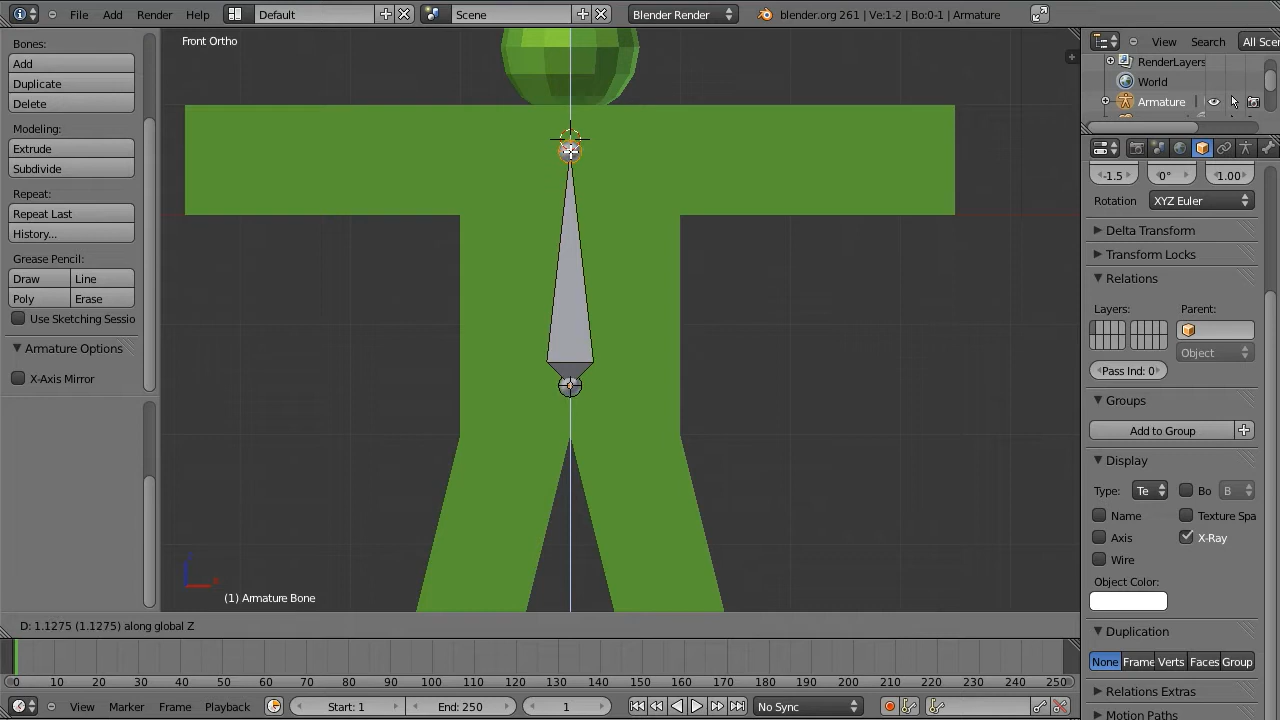 File Add Render Help Default Scene Blender Render blender.org 261 | Ve:1-2 | Bo:0-1 | Armature
Bones:
Add
Duplicate
Delete
Modeling:
Extrude
Subdivide
Repeat:
Repeat Last
History...
Grease Pencil:
Draw Line
Poly Erase
Use Sketching Sessio
Armature Options
X-Axis Mirror
Front Ortho
(1) Armature Bone
D: 1.1275 (1.1275) along global Z
View Search All Scen
RenderLayers
World
Armature
-1.5 0° 1.00
Rotation XYZ Euler
Delta Transform
Transform Locks
Relations
Layers: Parent:
Object
Pass Ind: 0
Groups
Add to Group
Display
Type: Te Bo B
Name Texture Spa
Axis X-Ray
Wire
Object Color:
Duplication
None Frame Verts Faces Group
Relations Extras
Motion Paths
0 10 20 30 40 50 60 70 80 90 100 110 120 130 140 150 160 170 180 190 200 210 220 230 240 250
View Marker Frame Playback Start: 1 End: 250 1 No Sync